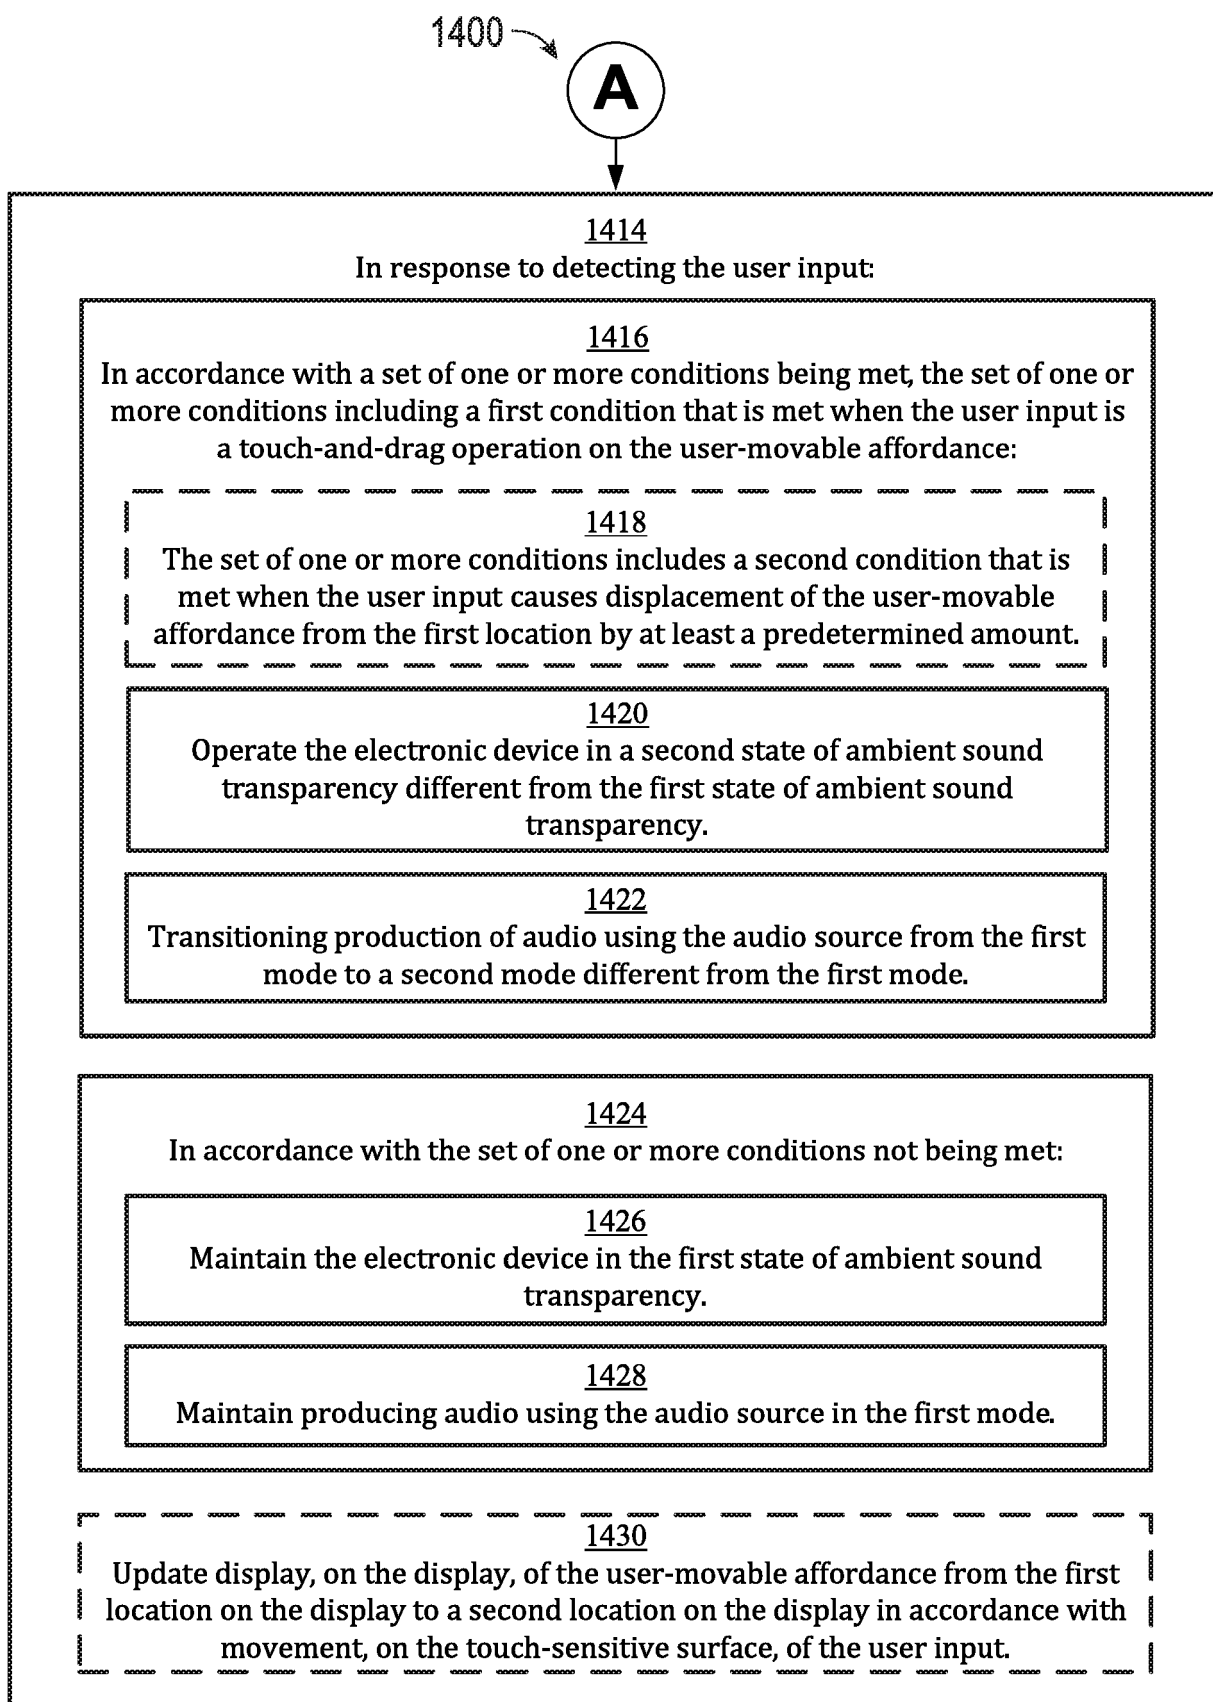 1400
A
1414
In response to detecting the user input:
1416
In accordance with a set of one or more conditions being met, the set of one or
more conditions including a first condition that is met when the user input is
a touch-and-drag operation on the user-movable affordance:
1418
The set of one or more conditions includes a second condition that is
met when the user input causes displacement of the user-movable
affordance from the first location by at least a predetermined amount.
1420
Operate the electronic device in a second state of ambient sound
transparency different from the first state of ambient sound
transparency.
1422
Transitioning production of audio using the audio source from the first
mode to a second mode different from the first mode.
1424
In accordance with the set of one or more conditions not being met:
1426
Maintain the electronic device in the first state of ambient sound
transparency.
1428
Maintain producing audio using the audio source in the first mode.
1430
Update display, on the display, of the user-movable affordance from the first
location on the display to a second location on the display in accordance with
movement, on the touch-sensitive surface, of the user input.